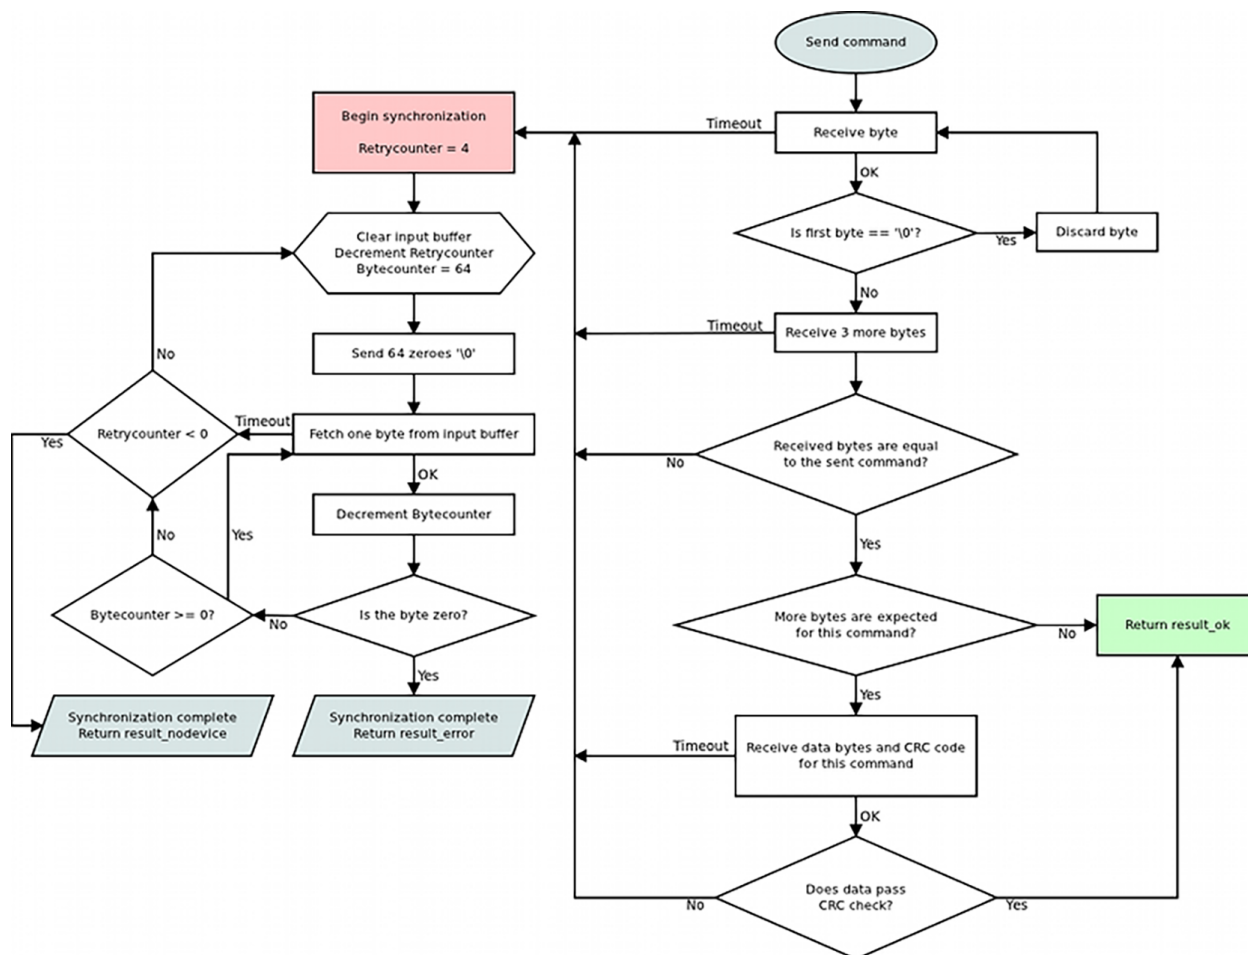 Send command
Begin synchronization
Retrycounter = 4
Timeout
Receive byte
OK
Is first byte == '\0'?
Yes
Discard byte
Clear input buffer
Decrement Retrycounter
Bytecounter = 64
No
Timeout
Receive 3 more bytes
No
Send 64 zeroes '\0'
Yes
Retrycounter < 0
Timeout
Fetch one byte from input buffer
OK
Received bytes are equal
to the sent command?
No
Decrement Bytecounter
No
Yes
Yes
Bytecounter >= 0?
No
Is the byte zero?
More bytes are expected
for this command?
No
Return result_ok
Yes
Yes
Synchronization complete
Return result_nodevice
Synchronization complete
Return result_error
Timeout
Receive data bytes and CRC code
for this command
OK
No
Does data pass
CRC check?
Yes